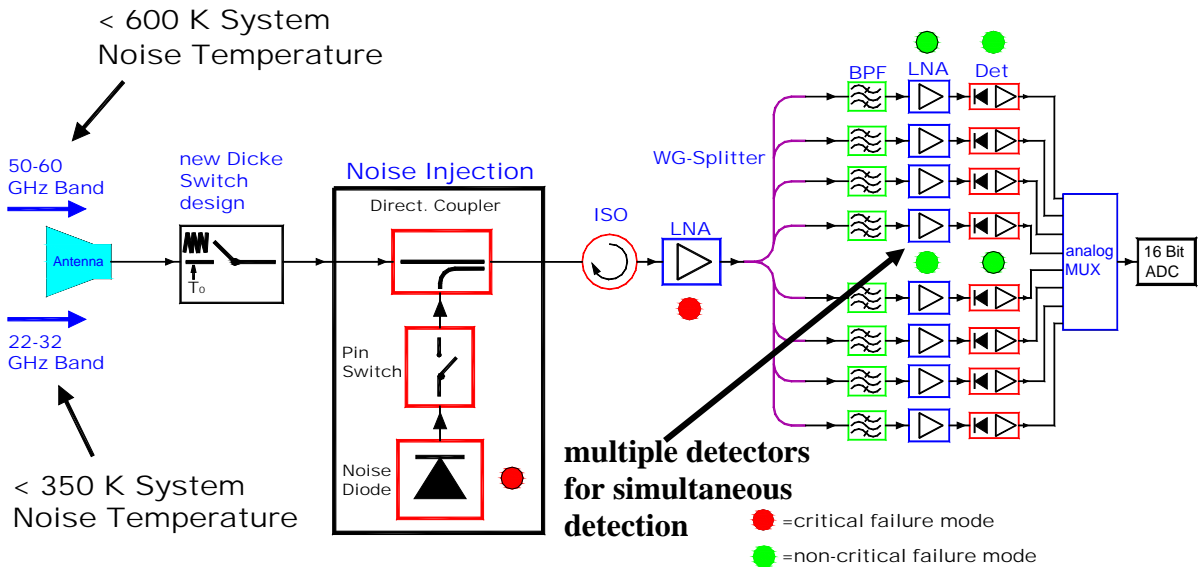 < 600 K System
Noise Temperature
50-60
GHz Band
new Dicke
Switch
design
Antenna
T₀
22-32
GHz Band
< 350 K System
Noise Temperature
Noise Injection
Direct. Coupler
Pin
Switch
Noise
Diode
ISO
LNA
WG-Splitter
BPF
LNA
Det
analog
MUX
16 Bit
ADC
multiple detectors
for simultaneous
detection
=critical failure mode
=non-critical failure mode